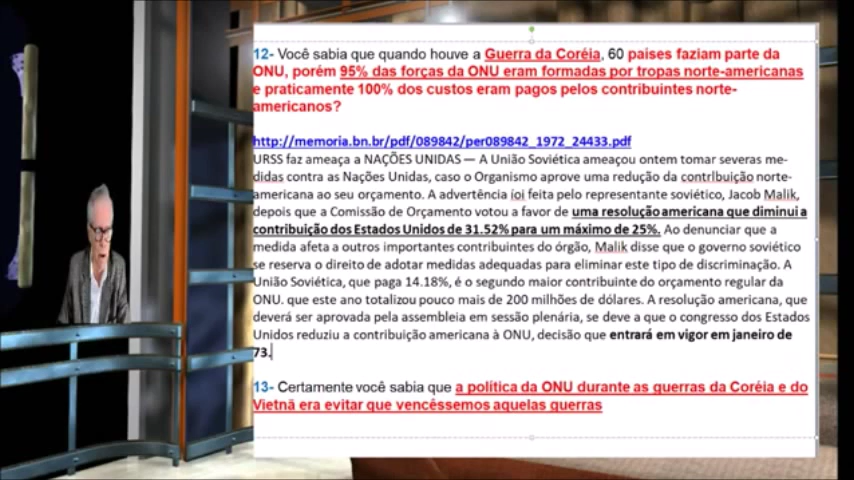 12- Você sabia que quando houve a Guerra da Coréia, 60 países faziam parte da
ONU, porém 95% das forças da ONU eram formadas por tropas norte-americanas
e praticamente 100% dos custos eram pagos pelos contribuintes norte-
americanos?
http://memoria.bn.br/pdf/089842/per089842_1972_24433.pdf
URSS faz ameaça a NAÇÕES UNIDAS — A União Soviética ameaçou ontem tomar severas me-
didas contra as Nações Unidas, caso o Organismo aprove uma redução da contrlbuição norte-
americana ao seu orçamento. A advertência íoi feita pelo representante soviético, Jacob Malik,
depois que a Comissão de Orçamento votou a favor de uma resolução americana que diminui a
contribuição dos Estados Unidos de 31.52% para um máximo de 25%. Ao denunciar que a
medida afeta a outros importantes contribuintes do órgão, Malik disse que o governo soviético
se reserva o direito de adotar medidas adequadas para eliminar este tipo de discriminação. A
União Soviética, que paga 14.18%, é o segundo maior contribuinte do orçamento regular da
ONU. que este ano totalizou pouco mais de 200 milhões de dólares. A resolução americana, que
deverá ser aprovada pela assembleia em sessão plenária, se deve a que o congresso dos Estados
Unidos reduziu a contribuição americana à ONU, decisão que entrará em vigor em janeiro de
73.
13- Certamente você sabia que a política da ONU durante as guerras da Coréia e do
Vietnã era evitar que vencêssemos aquelas guerras